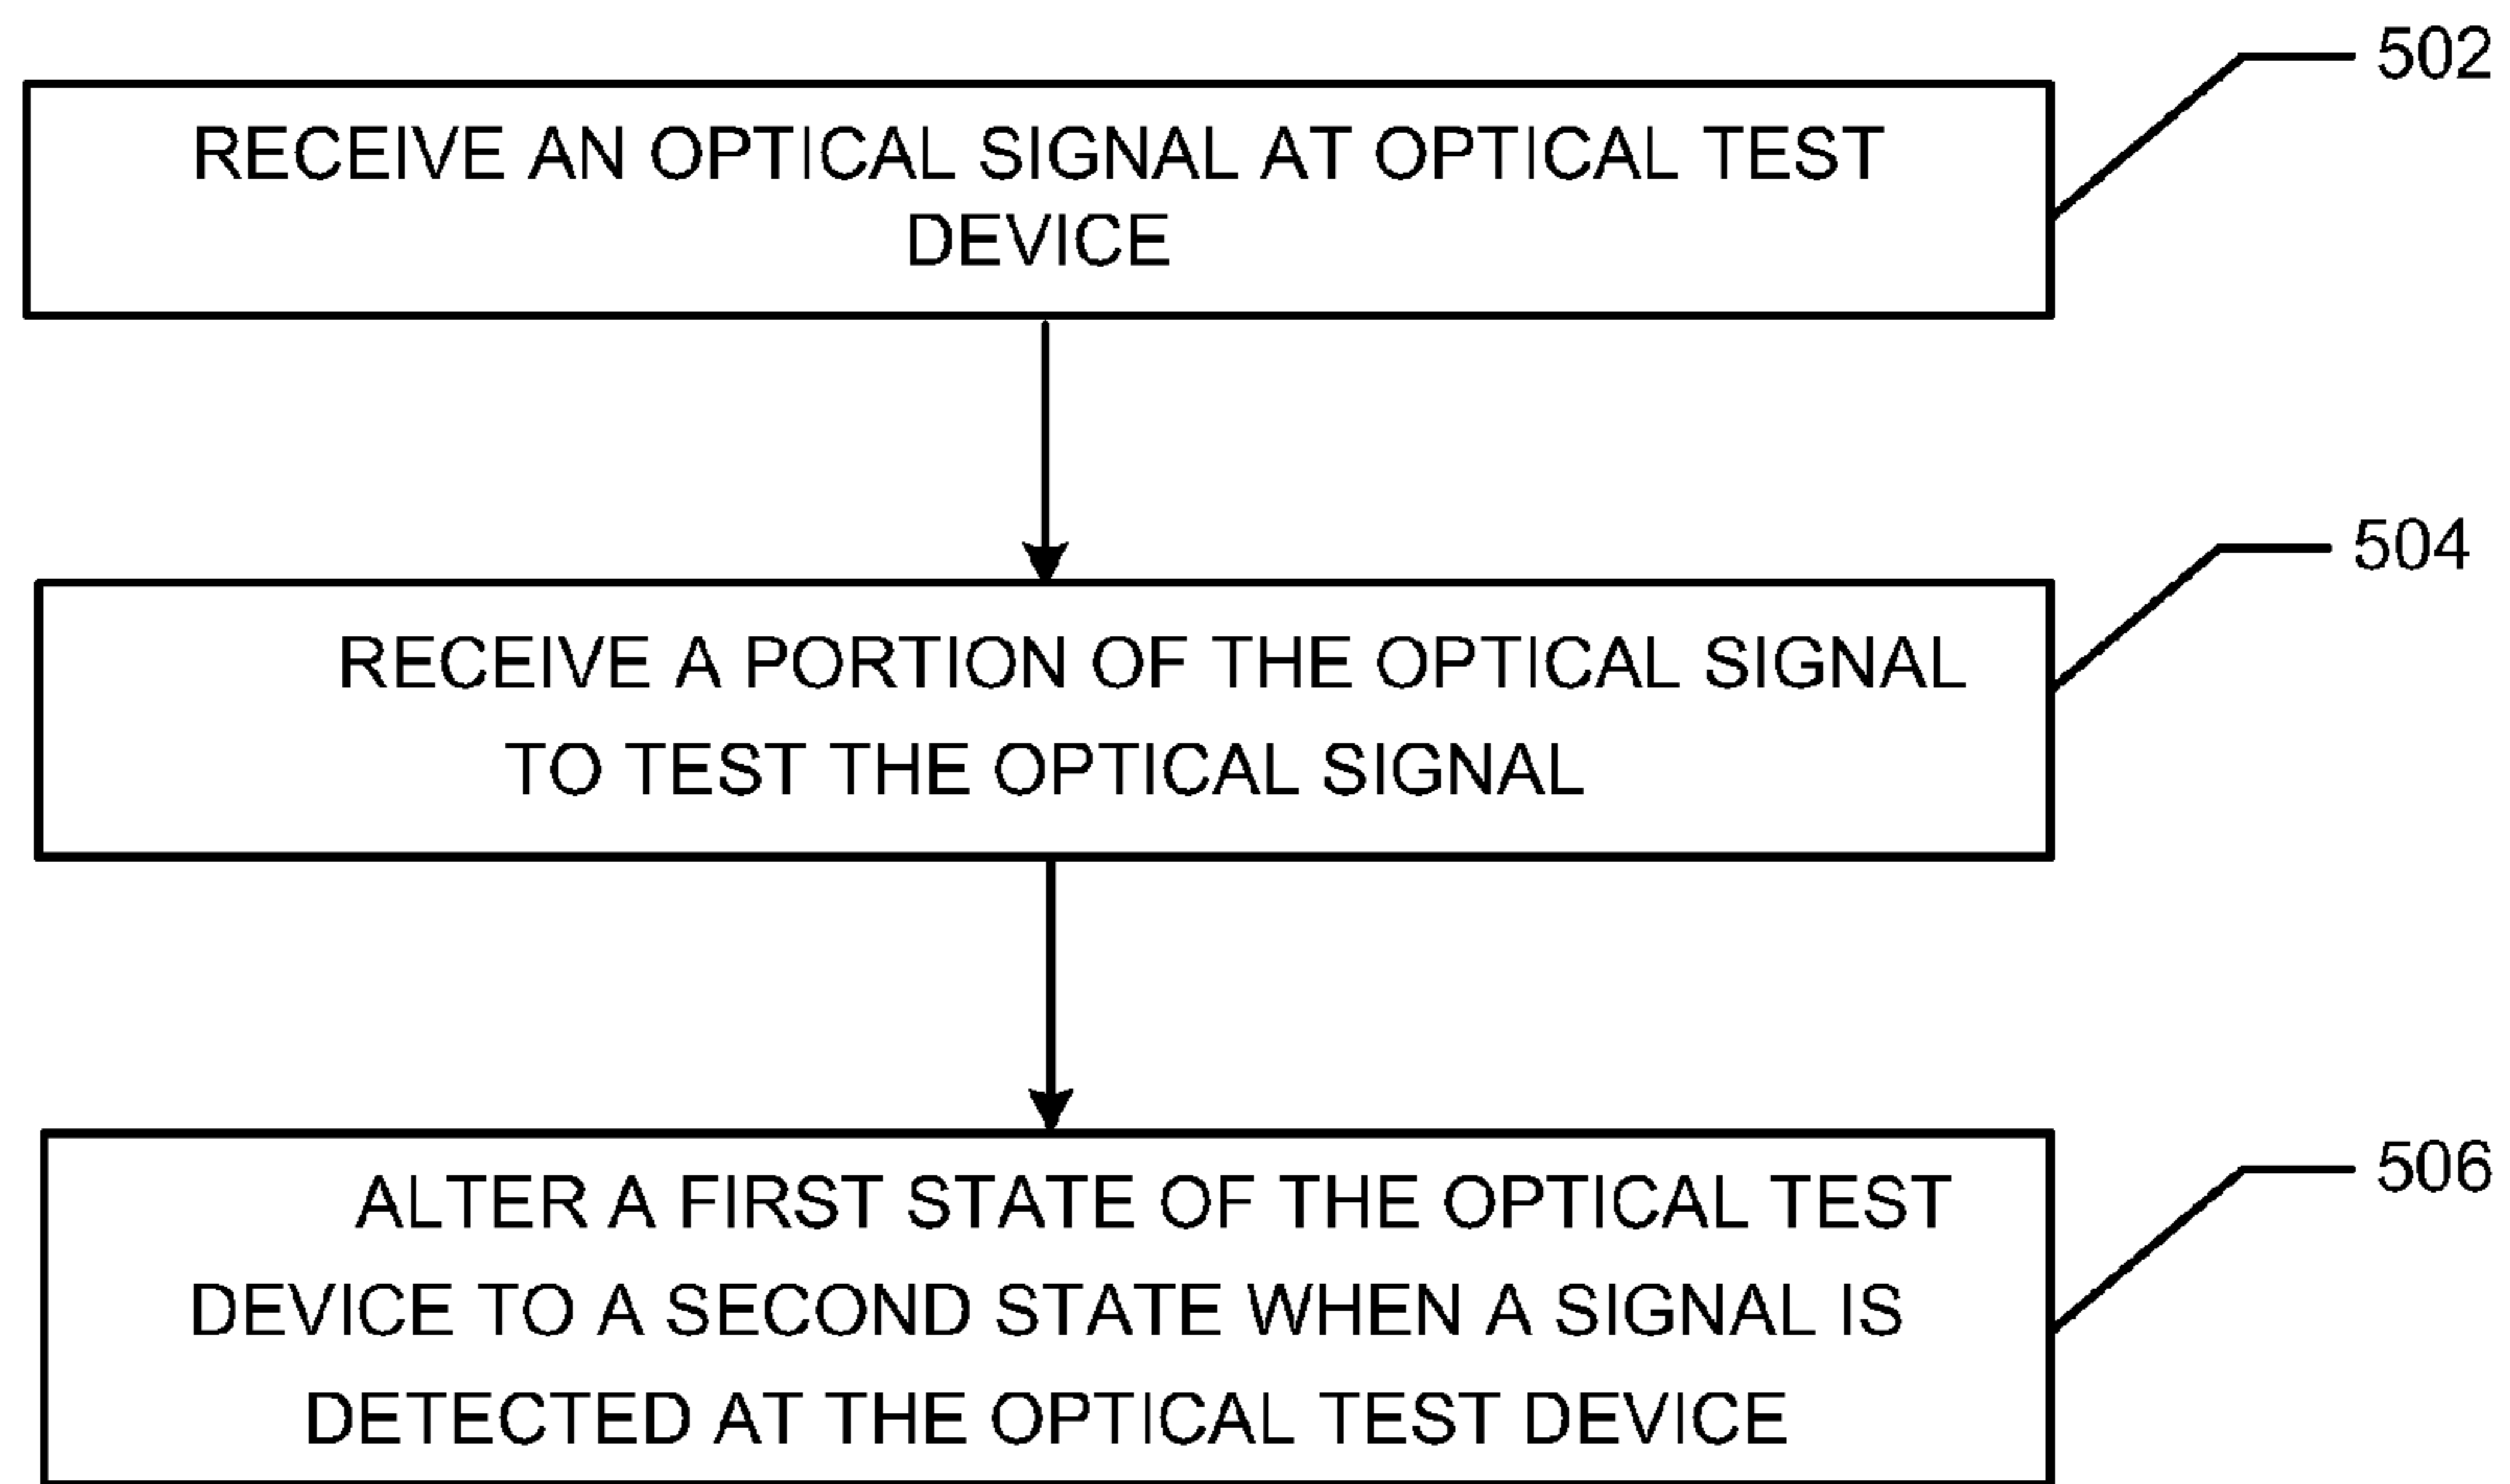 502
RECEIVE AN OPTICAL SIGNAL AT OPTICAL TEST
DEVICE
504
RECEIVE A PORTION OF THE OPTICAL SIGNAL
TO TEST THE OPTICAL SIGNAL
506
ALTER A FIRST STATE OF THE OPTICAL TEST
DEVICE TO A SECOND STATE WHEN A SIGNAL IS
DETECTED AT THE OPTICAL TEST DEVICE